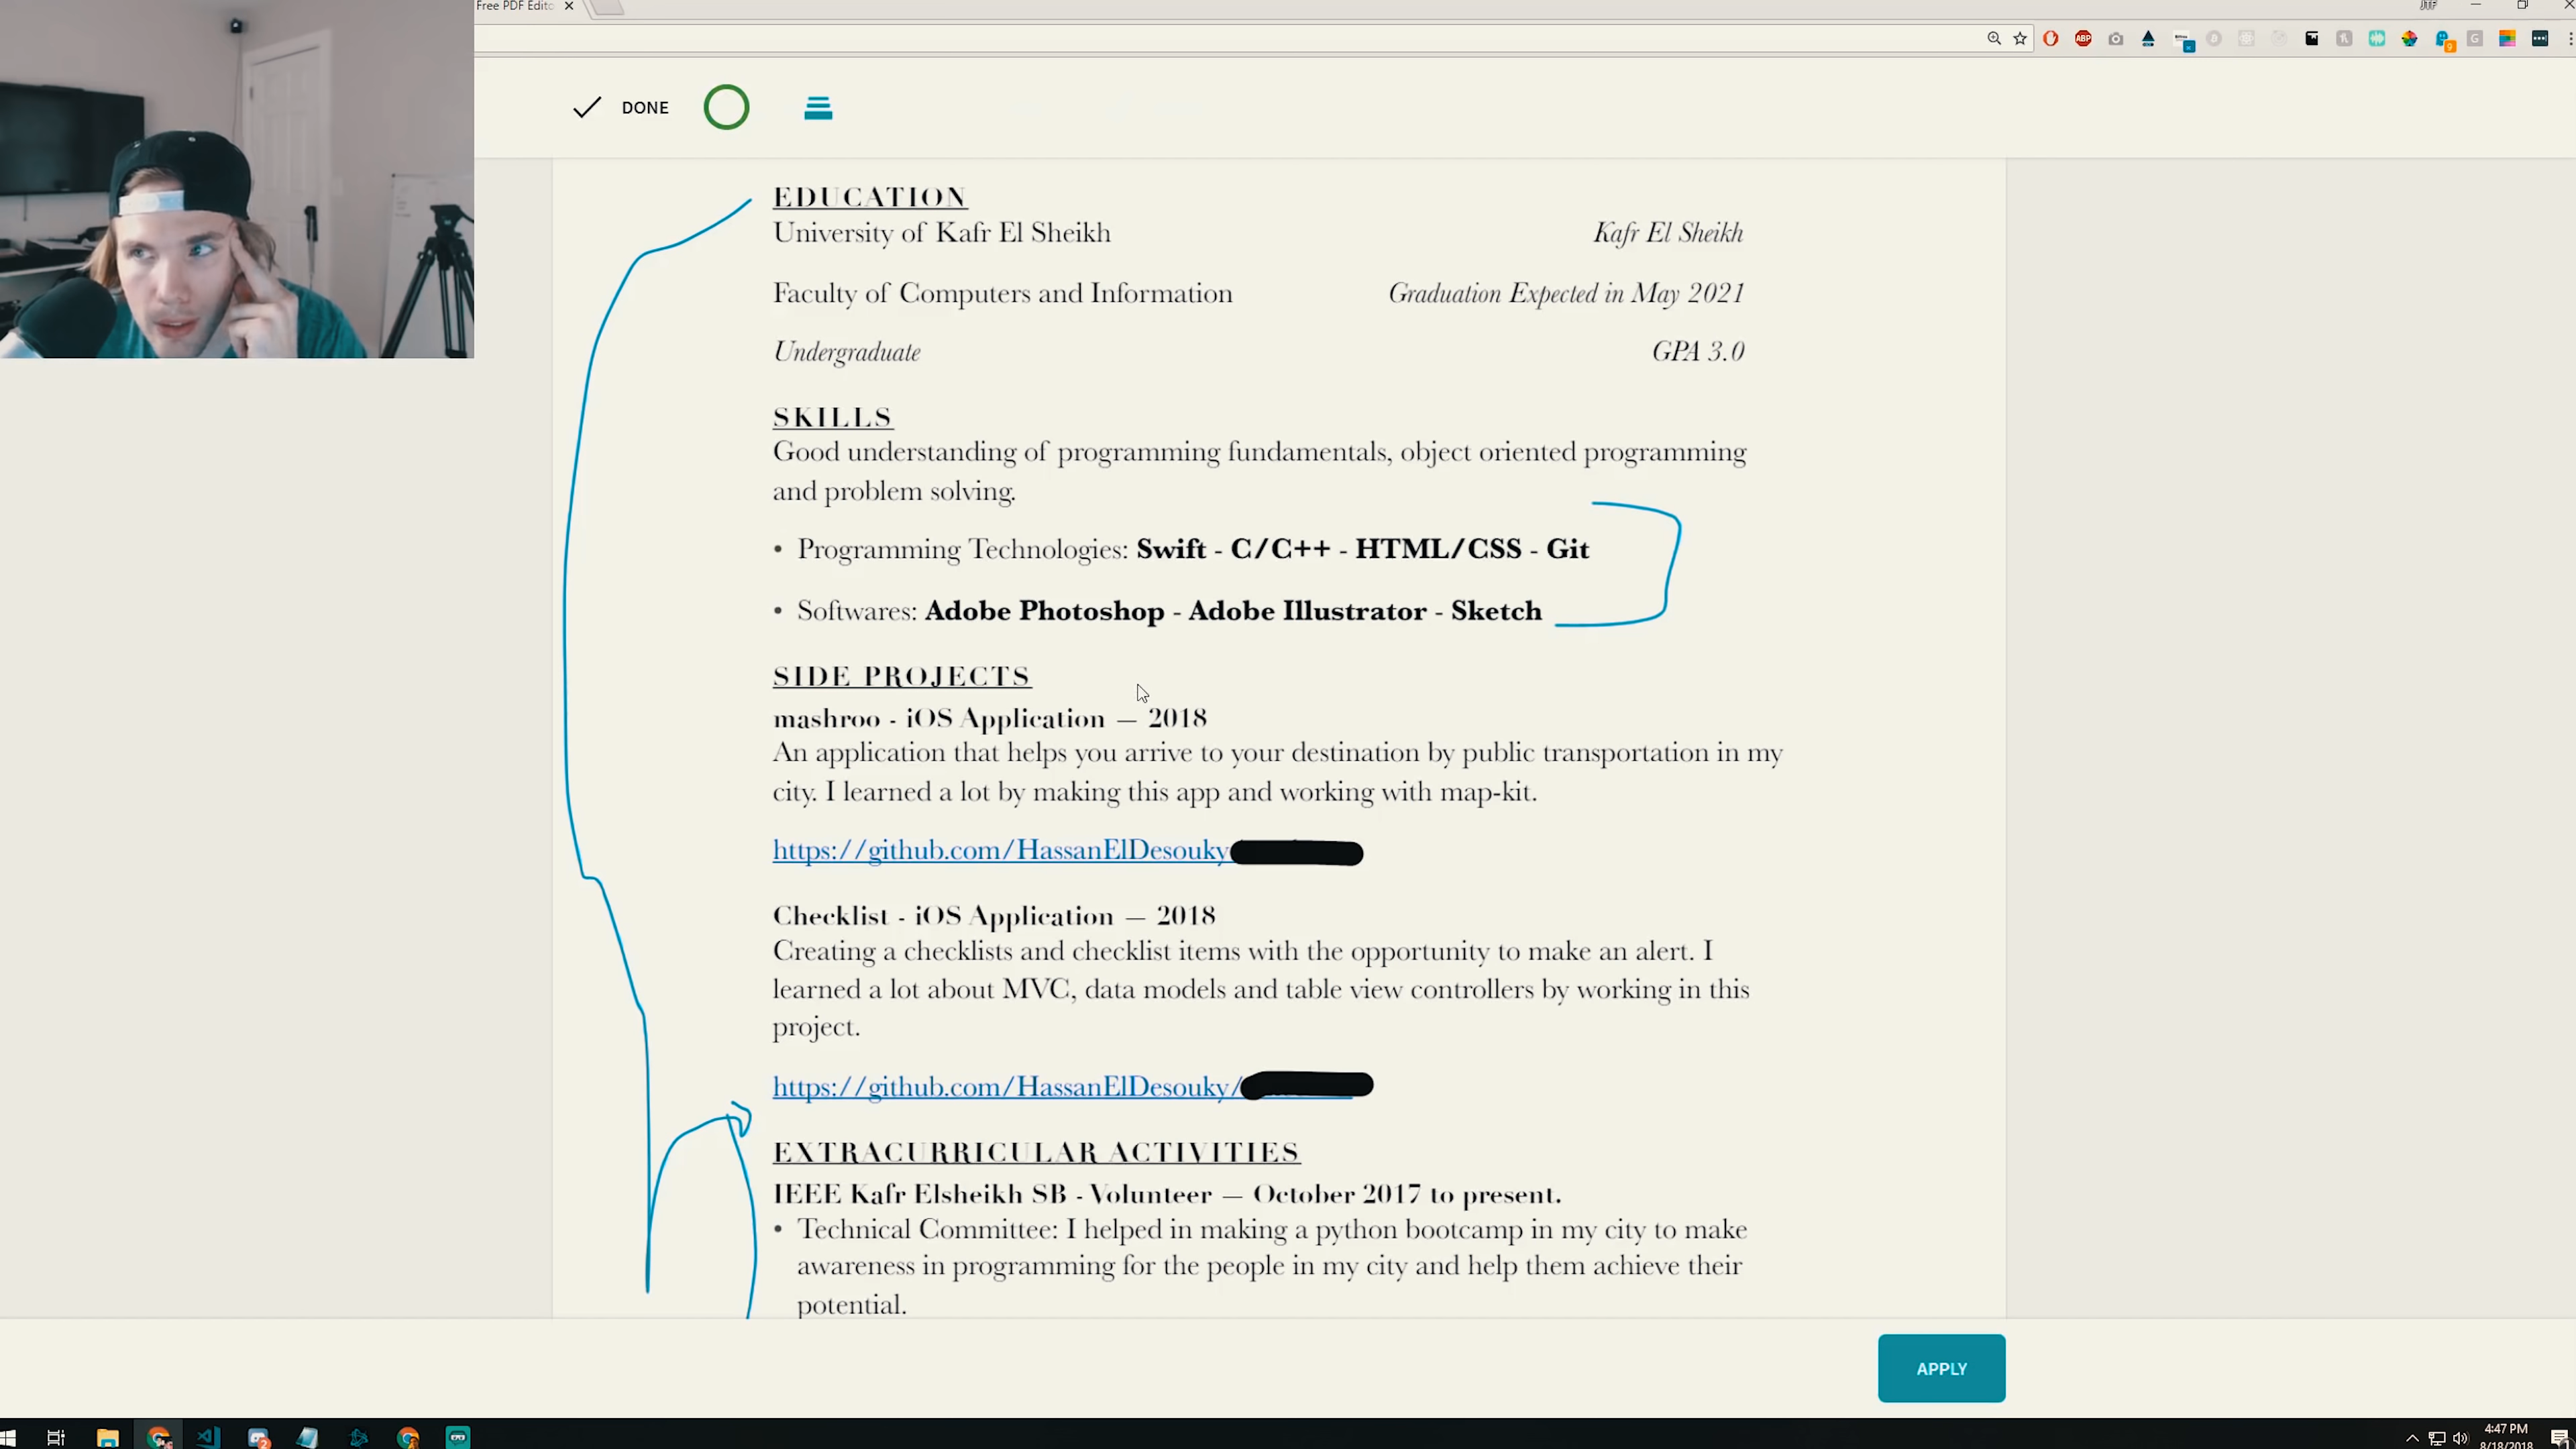 Free PDF Edito
JTF
ABP
DONE
EDUCATION
University of Kafr El Sheikh Kafr El Sheikh
Faculty of Computers and Information Graduation Expected in May 2021
Undergraduate GPA 3.0
SKILLS
Good understanding of programming fundamentals, object oriented programming
and problem solving.
• Programming Technologies: Swift - C/C++ - HTML/CSS - Git
• Softwares: Adobe Photoshop - Adobe Illustrator - Sketch
SIDE PROJECTS
mashroo - iOS Application — 2018
An application that helps you arrive to your destination by public transportation in my
city. I learned a lot by making this app and working with map-kit.
https://github.com/HassanElDesouky
Checklist - iOS Application — 2018
Creating a checklists and checklist items with the opportunity to make an alert. I
learned a lot about MVC, data models and table view controllers by working in this
project.
https://github.com/HassanElDesouky/
EXTRACURRICULAR ACTIVITIES
IEEE Kafr Elsheikh SB - Volunteer — October 2017 to present.
• Technical Committee: I helped in making a python bootcamp in my city to make
awareness in programming for the people in my city and help them achieve their
potential.
APPLY
4:47 PM
8/18/2018